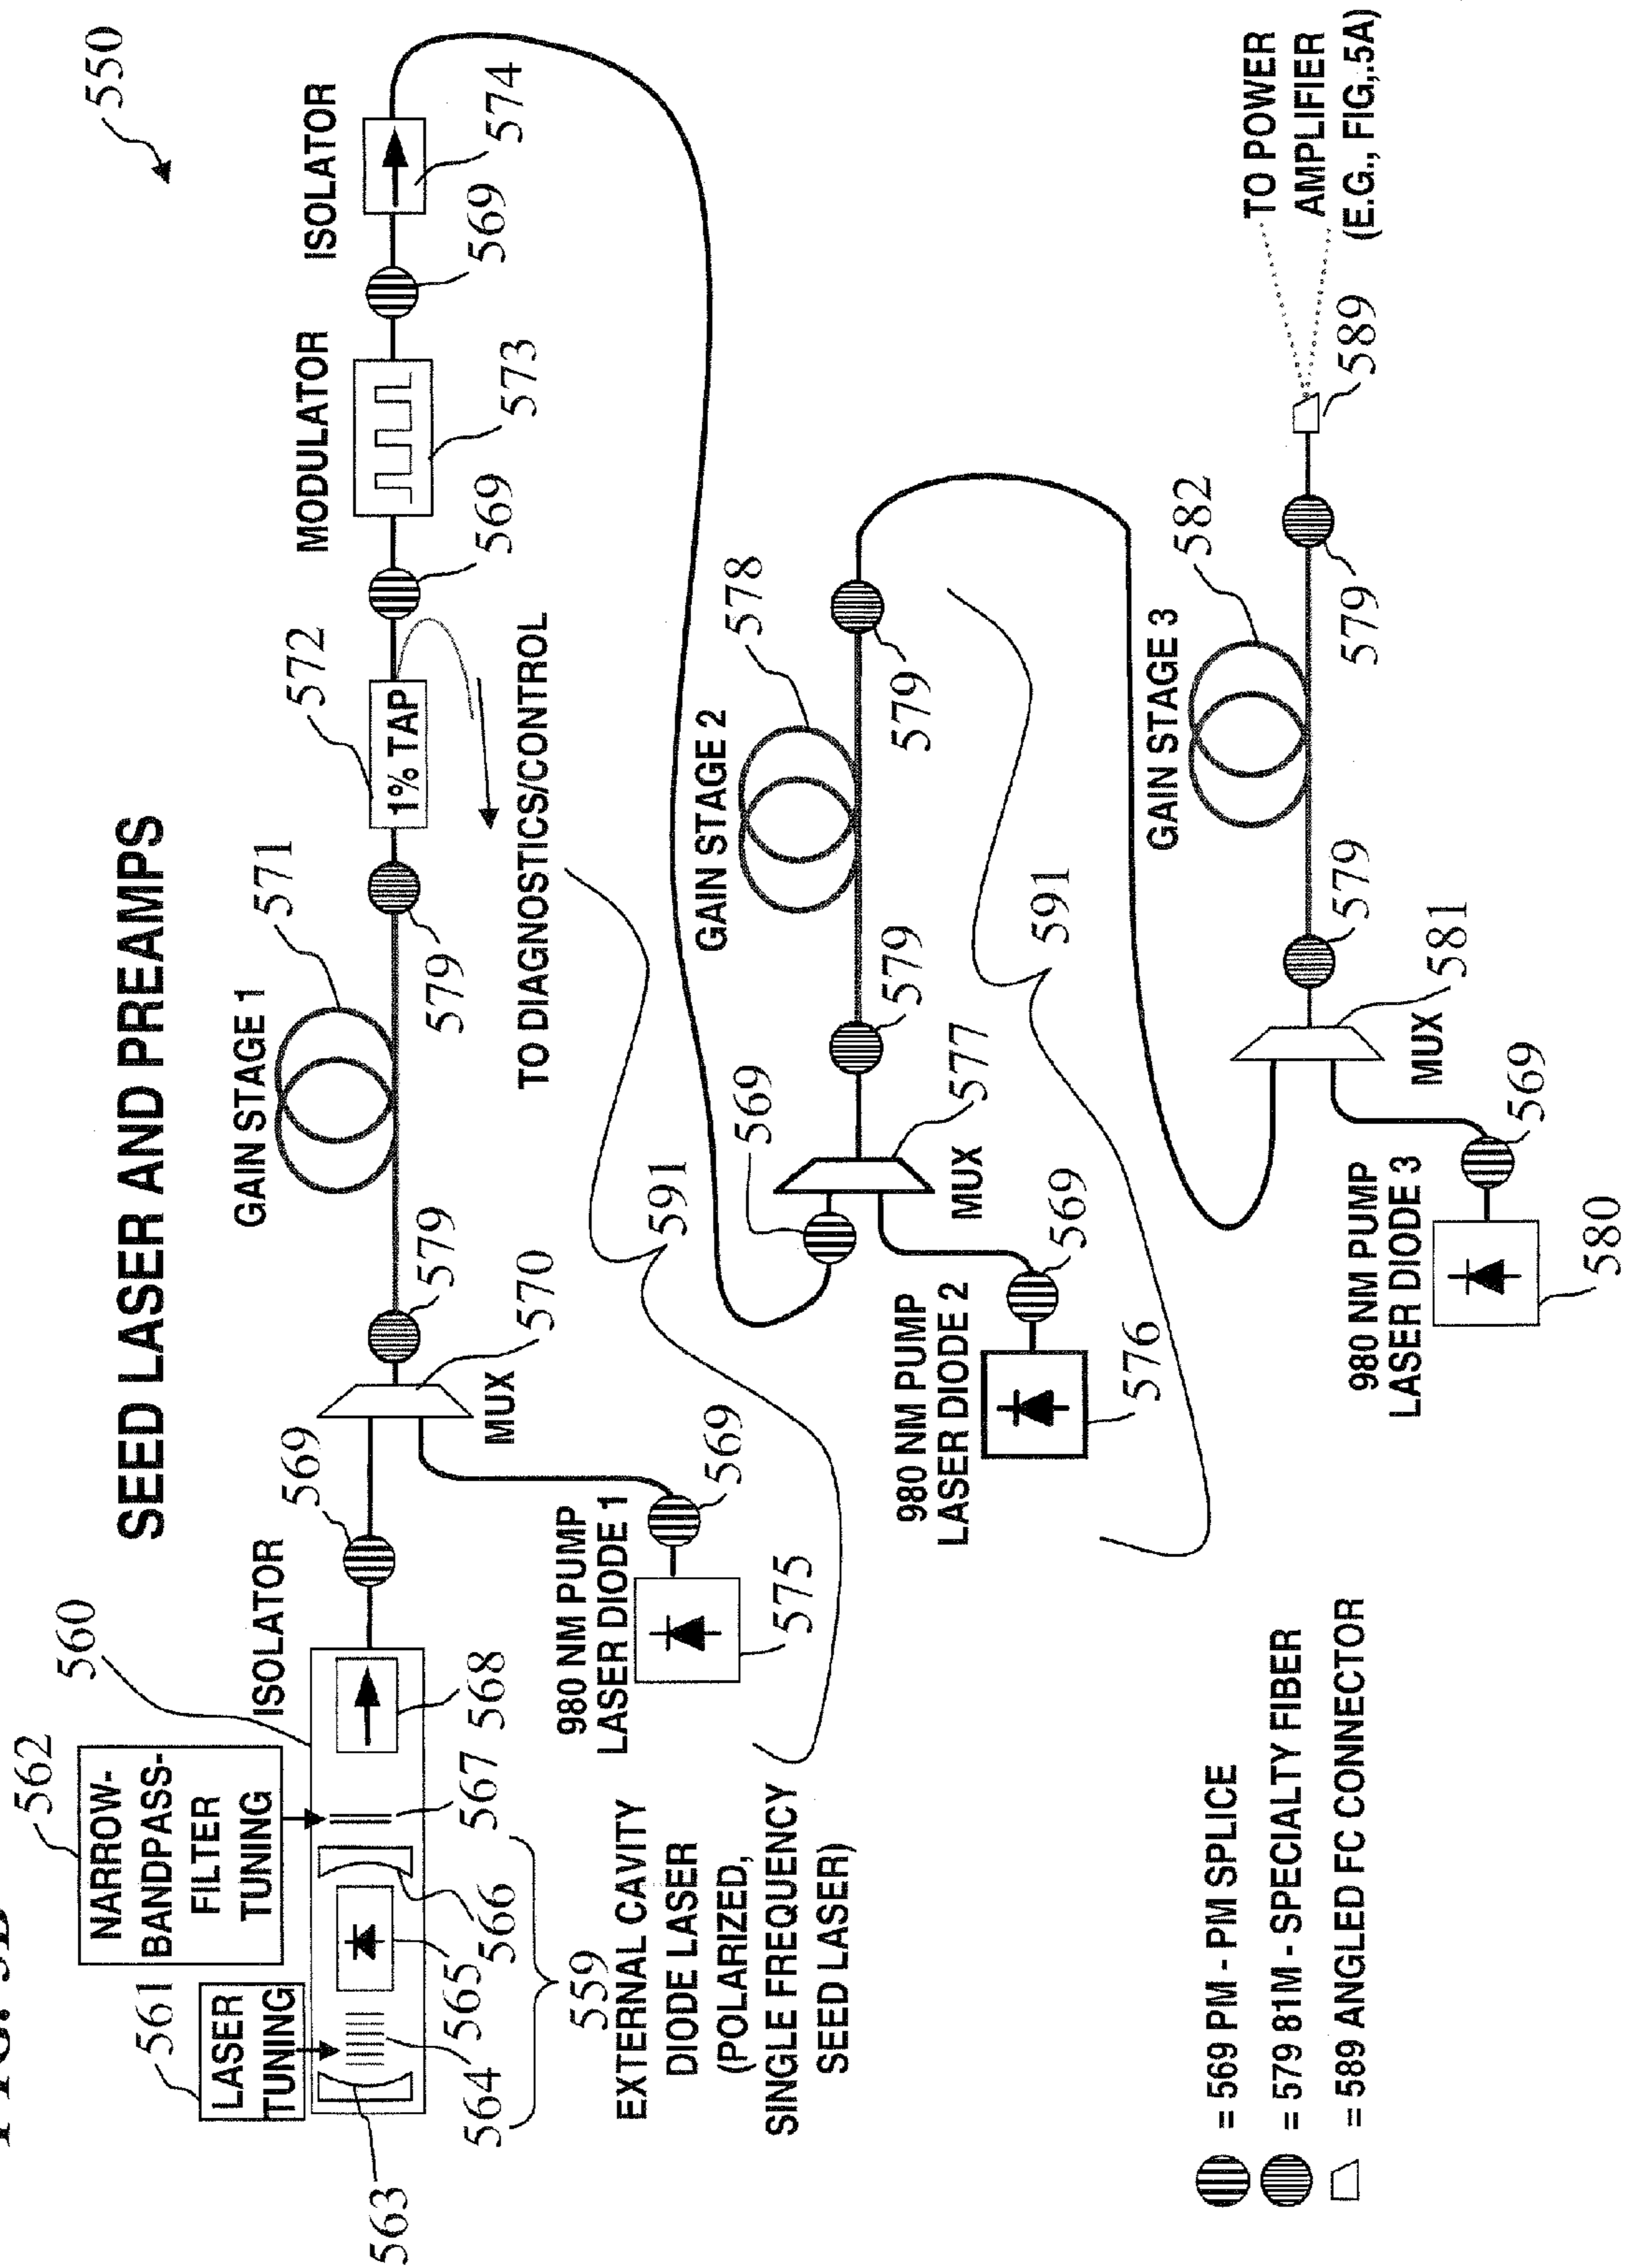 SEED LASER AND PREAMPS
550
562
NARROW-
BANDPASS-
FILTER
TUNING
561
LASER
TUNING
560
ISOLATOR
563
564
565
566
567
568
559
EXTERNAL CAVITY
DIODE LASER
(POLARIZED,
SINGLE FREQUENCY
SEED LASER)
569
MUX
570
980 NM PUMP
LASER DIODE 1
569
575
579
GAIN STAGE 1
571
579
572
1% TAP
TO DIAGNOSTICS/CONTROL
569
MODULATOR
573
569
ISOLATOR
574
591
569
MUX
577
980 NM PUMP
LASER DIODE 2
569
576
579
GAIN STAGE 2
578
579
591
MUX
581
980 NM PUMP
LASER DIODE 3
569
580
579
GAIN STAGE 3
582
579
589
TO POWER
AMPLIFIER
(E.G., FIG,.5A)
= 569 PM - PM SPLICE
= 579 81M - SPECIALTY FIBER
= 589 ANGLED FC CONNECTOR